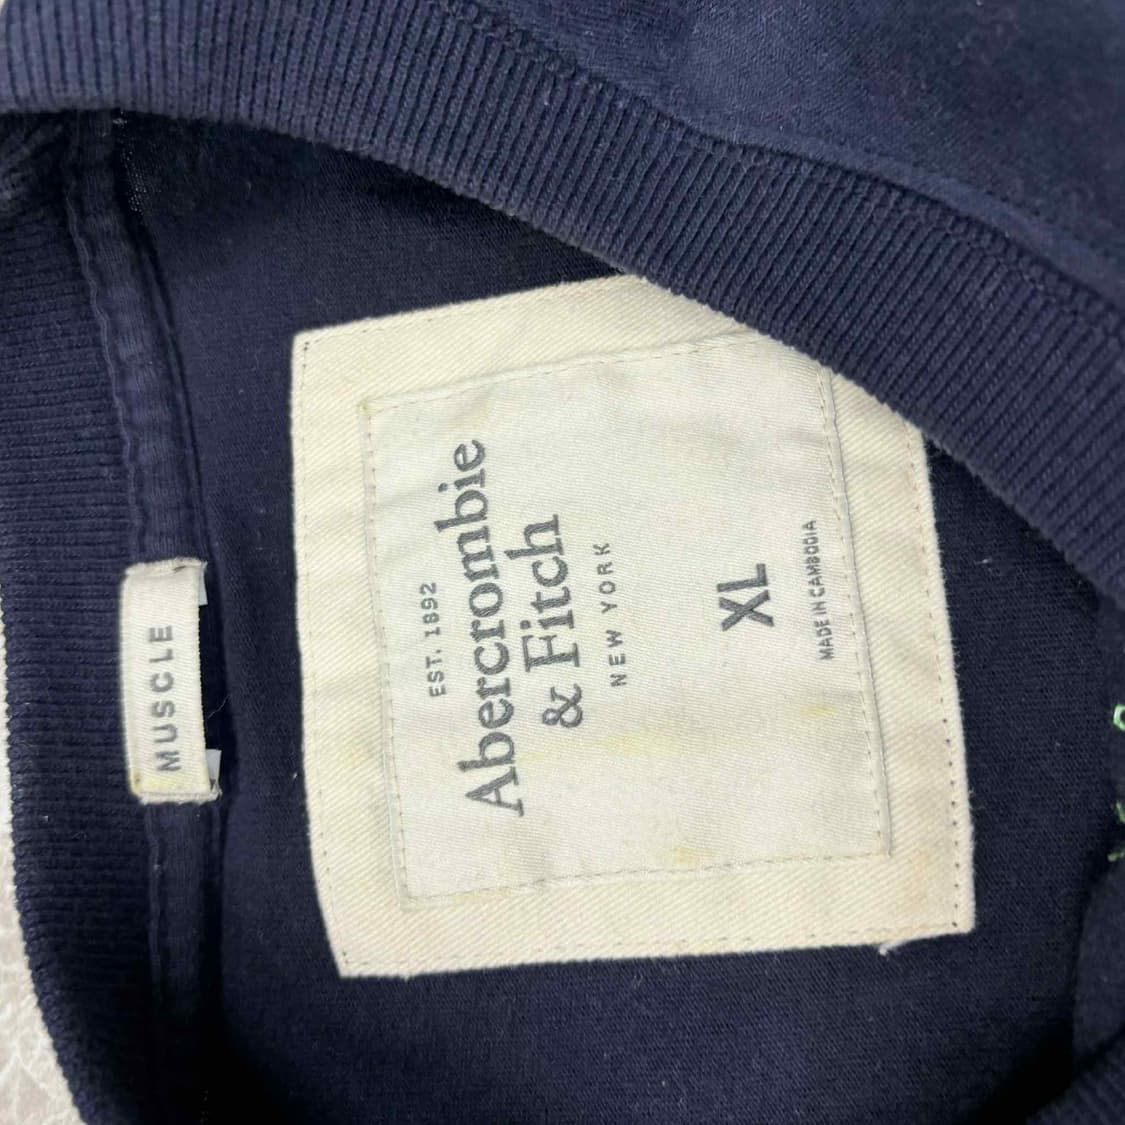 MUSCLE
EST. 1892
Abercrombie
& Fitch
NEW YORK
XL
MADE IN CAMBODIA